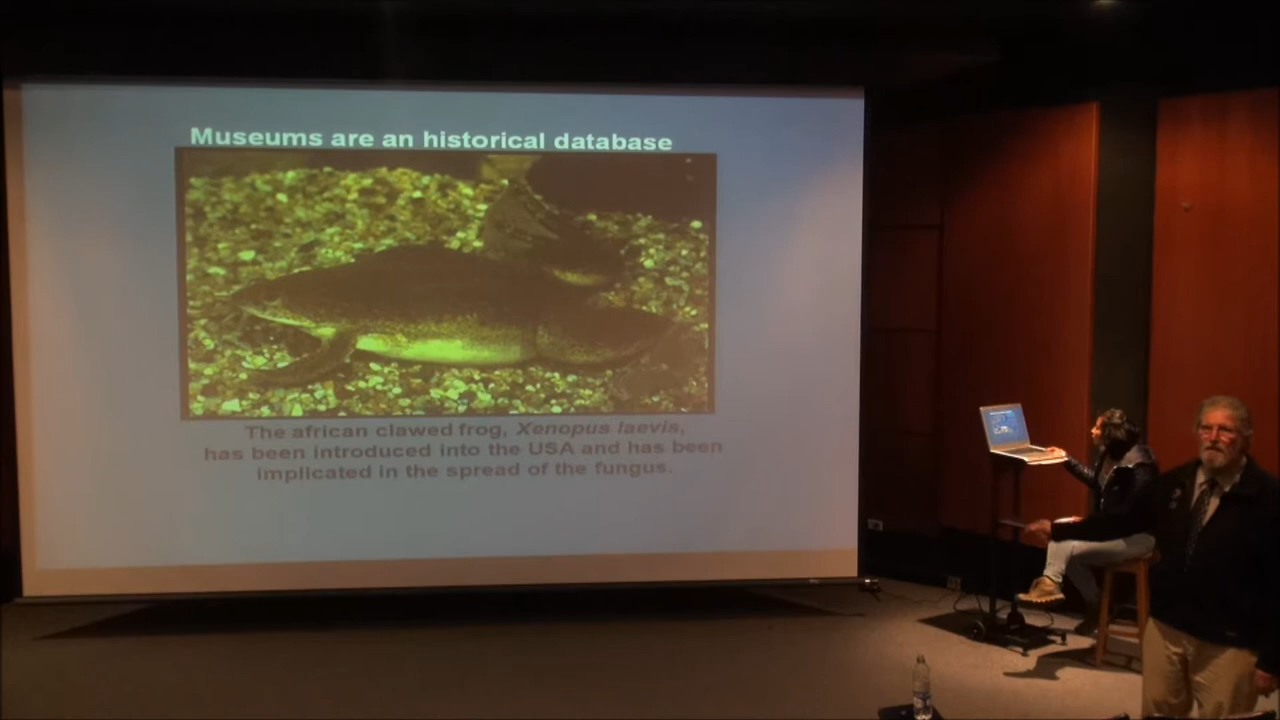 Museums are an historical database
The african clawed frog, Xenopus laevis,
has been introduced into the USA and has been
implicated in the spread of the fungus.